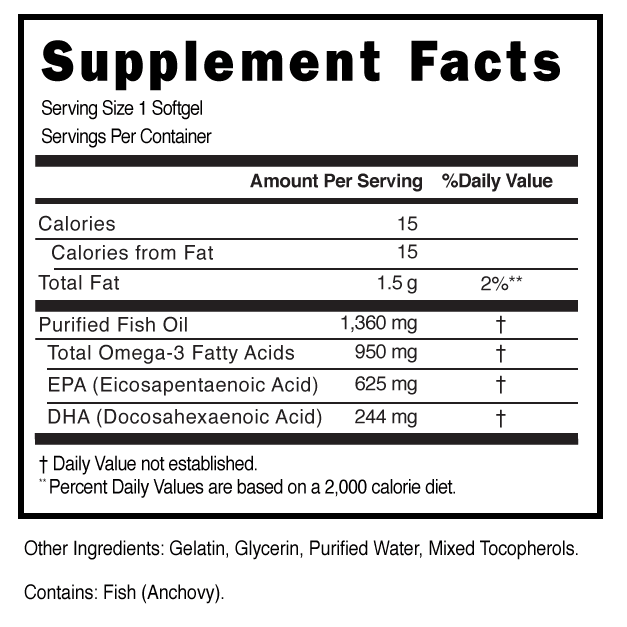 Supplement Facts
Serving Size 1 Softgel
Servings Per Container
Amount Per Serving %Daily Value
Calories 15
Calories from Fat 15
Total Fat 1.5 g 2%**
Purified Fish Oil 1,360 mg †
Total Omega-3 Fatty Acids 950 mg †
EPA (Eicosapentaenoic Acid) 625 mg †
DHA (Docosahexaenoic Acid) 244 mg †
† Daily Value not established.
**Percent Daily Values are based on a 2,000 calorie diet.
Other Ingredients: Gelatin, Glycerin, Purified Water, Mixed Tocopherols.
Contains: Fish (Anchovy).